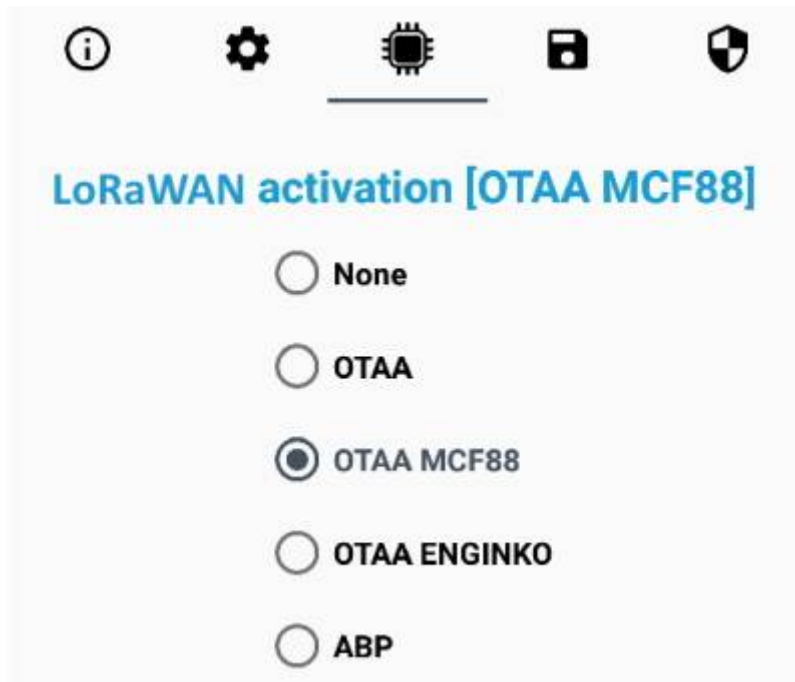 LoRaWAN activation [OTAA MCF88]
None
OTAA
OTAA MCF88
OTAA ENGINKO
ABP